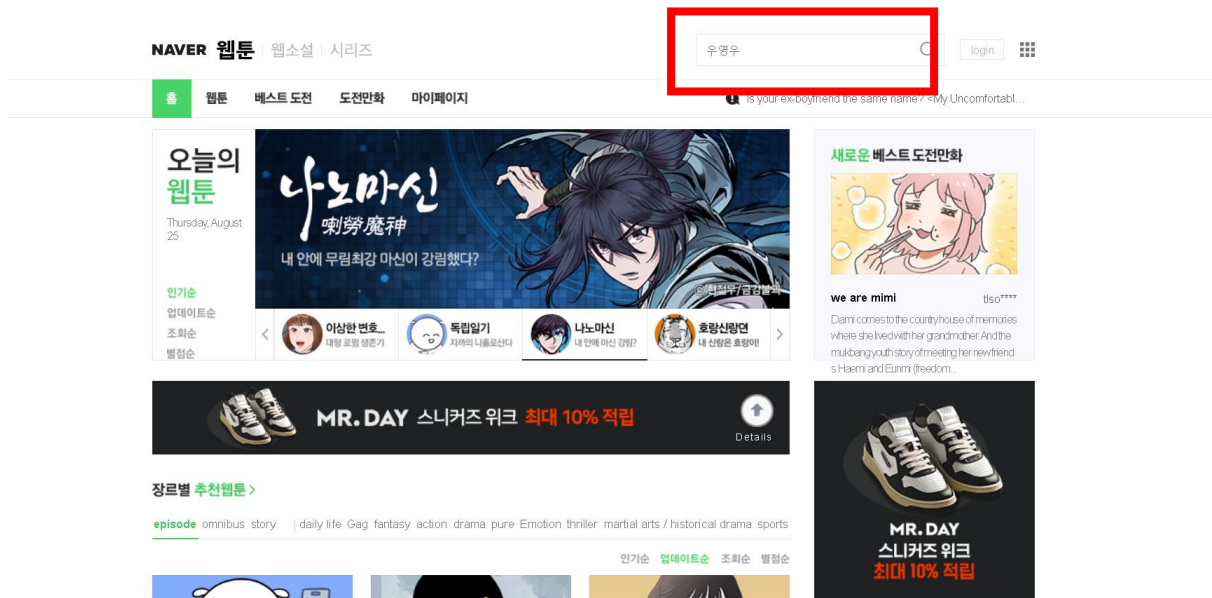 NAVER 웹툰 웹소설 시리즈
우영우
login
홈 웹툰 베스트 도전 도전만화 마이페이지
Is your ex-boyfriend the same name? <My Uncomfortabl...
오늘의
웹툰
Thursday, August
25
인기순
업데이트순
조회순
별점순
나노마신
내 안에 무림최강 마신이 강림했다?
이상한 변호...
대형 로펌 생존기
독립일기
자까의 나홀로산다
나노마신
내 안에 마신 강림?
호랑신랑뎐
내 신랑은 호랑이!
새로운 베스트 도전만화
we are mimi tlso****
Dami comes to the country house of memories
where she lived with her grandmother. And the
mukbang youth story of meeting her new friend
s Haemi and Eunmi (freedom...
MR. DAY 스니커즈 위크 최대 10% 적립
Details
MR. DAY
스니커즈 위크
최대 10% 적립
장르별 추천웹툰 >
episode omnibus story daily life Gag fantasy action drama pure Emotion thriller martial arts / historical drama sports
인기순 업데이트순 조회순 별점순